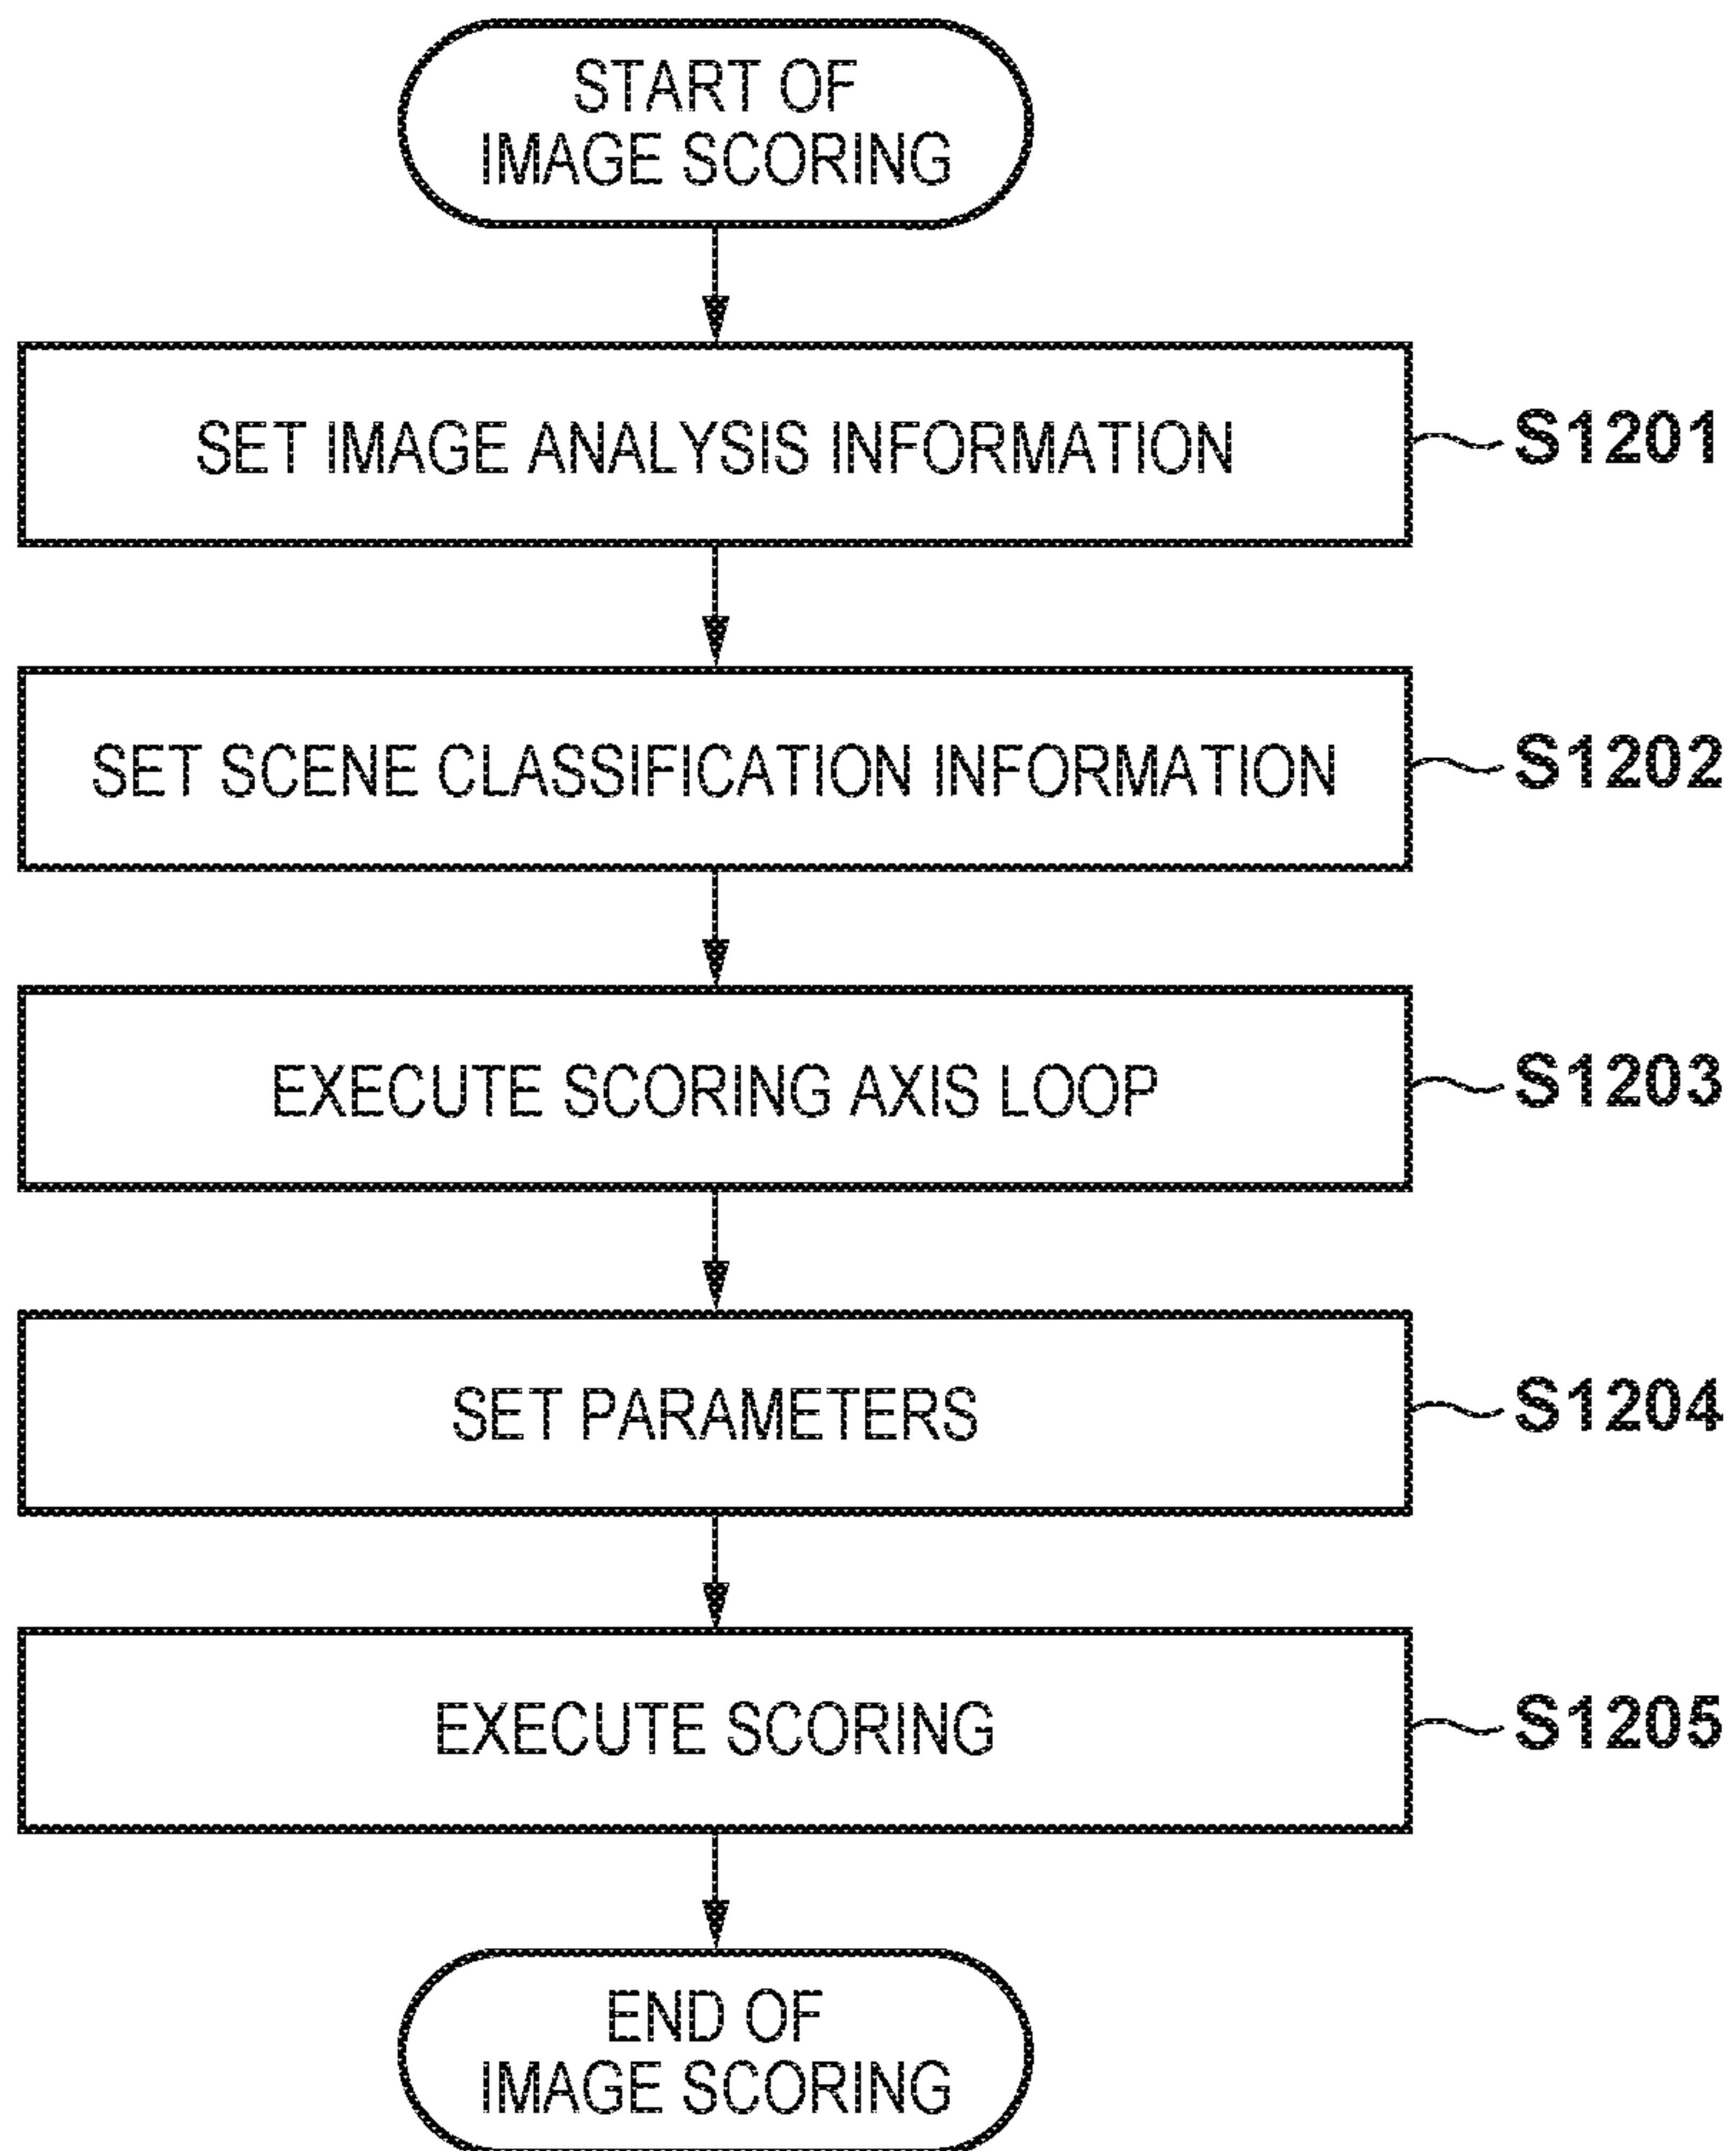 START OF
IMAGE SCORING
SET IMAGE ANALYSIS INFORMATION
S1201
SET SCENE CLASSIFICATION INFORMATION
S1202
EXECUTE SCORING AXIS LOOP
S1203
SET PARAMETERS
S1204
EXECUTE SCORING
S1205
END OF
IMAGE SCORING